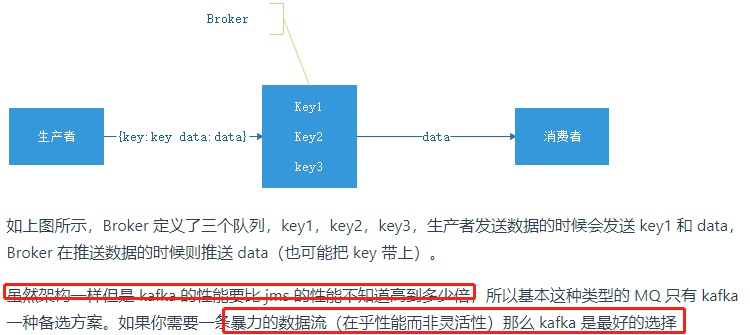 Broker
Key1
生产者
{key:key data:data}
Key2
data
消费者
key3
如上图所示，Broker 定义了三个队列，key1，key2，key3，生产者发送数据的时候会发送 key1 和 data，
Broker 在推送数据的时候则推送 data（也可能把 key 带上）。
虽然架构一样但是 kafka 的性能要比 jms 的性能不知道高到多少倍，所以基本这种类型的 MQ 只有 kafka
一种备选方案。如果你需要一条暴力的数据流（在乎性能而非灵活性）那么 kafka 是最好的选择